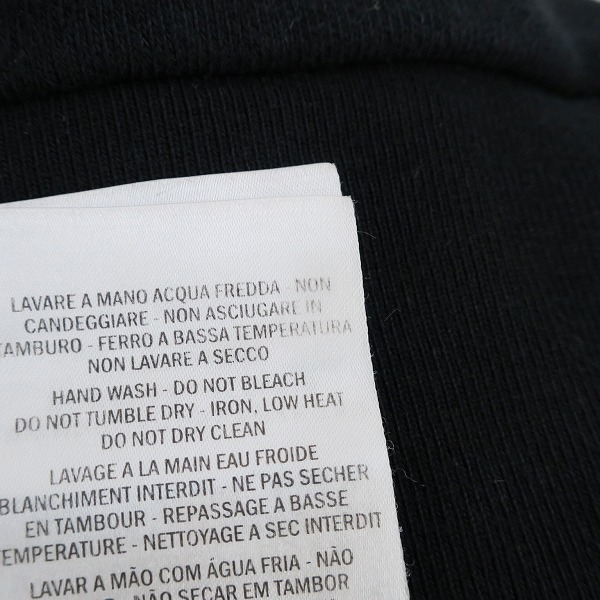 LAVARE A MANO ACQUA FREDDA - NON
CANDEGGIARE - NON ASCIUGARE IN
TAMBURO - FERRO A BASSA TEMPERATURA
NON LAVARE A SECCO
HAND WASH - DO NOT BLEACH
DO NOT TUMBLE DRY - IRON, LOW HEAT
DO NOT DRY CLEAN
LAVAGE A LA MAIN EAU FROIDE
BLANCHIMENT INTERDIT - NE PAS SECHER
EN TAMBOUR - REPASSAGE A BASSE
TEMPERATURE - NETTOYAGE A SEC INTERDIT
LAVAR A MÃO COM ÁGUA FRIA - NÃO
NÃO SECAR EM TAMBOR